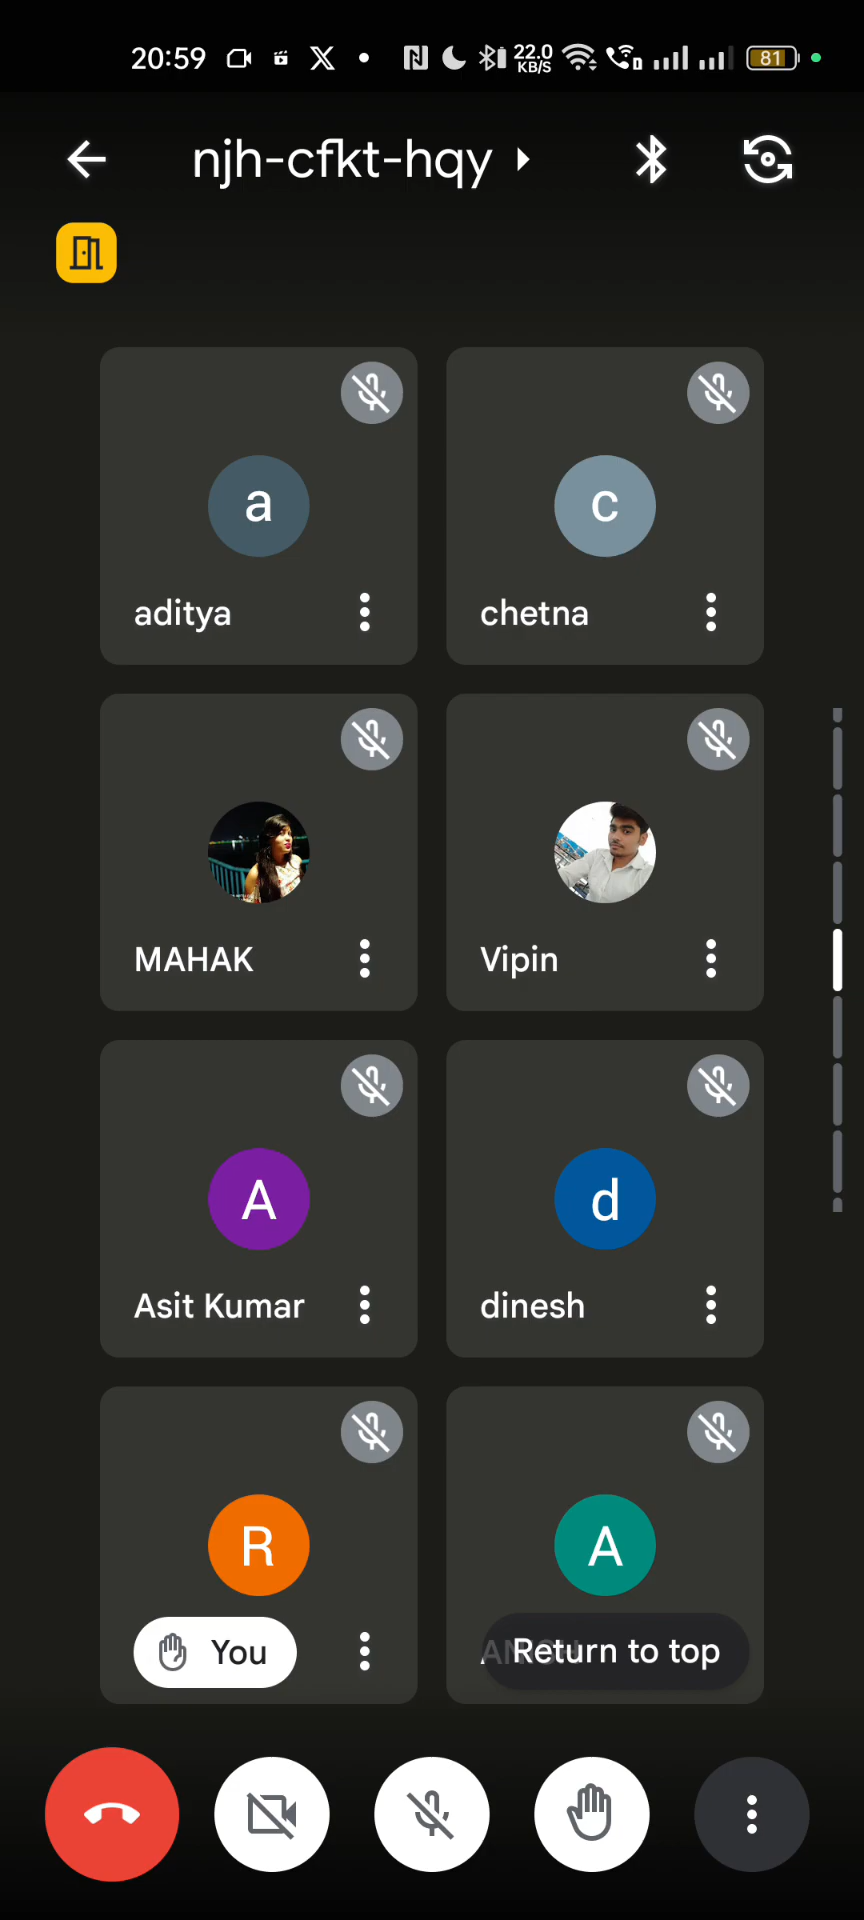 20:59 22.0 KB/S 81
njh-cfkt-hqy
a
c
aditya
chetna
MAHAK
Vipin
A
d
Asit Kumar
dinesh
R
A
You
Return to top